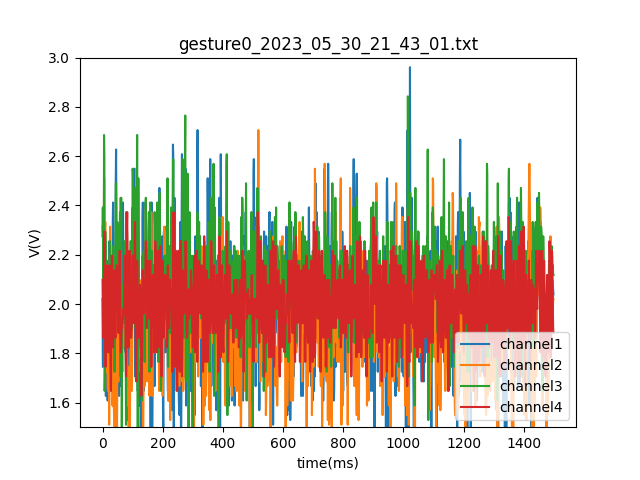 gesture0_2023_05_30_21_43_01.txt
3.0
2.8
2.6
2.4
2.2
2.0
1.8
1.6
V(V)
channel1
channel2
channel3
channel4
0 200 400 600 800 1000 1200 1400
time(ms)